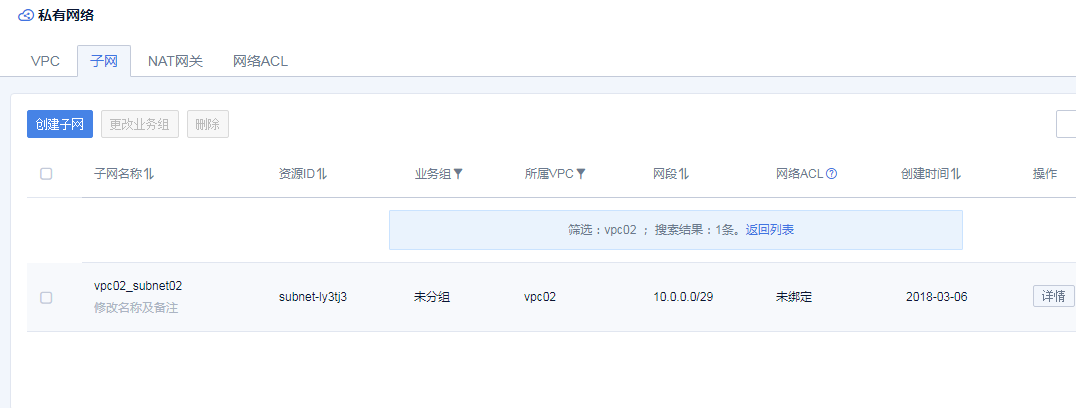 私有网络
VPC 子网 NAT网关 网络ACL
创建子网 更改业务组 删除
子网名称 资源ID 业务组 所属VPC 网段 网络ACL 创建时间 操作
筛选：vpc02 ；搜索结果：1条。返回列表
vpc02_subnet02
修改名称及备注
subnet-ly3tj3 未分组 vpc02 10.0.0.0/29 未绑定 2018-03-06 详情